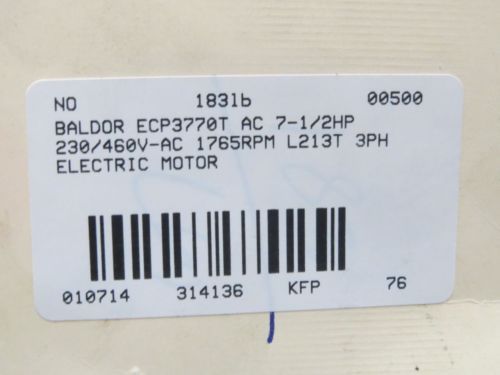 NO 183lb 00500
BALDOR ECP3770T AC 7-1/2HP
230/460V-AC 1765RPM L213T 3PH
ELECTRIC MOTOR
010714 314136 KFP 76